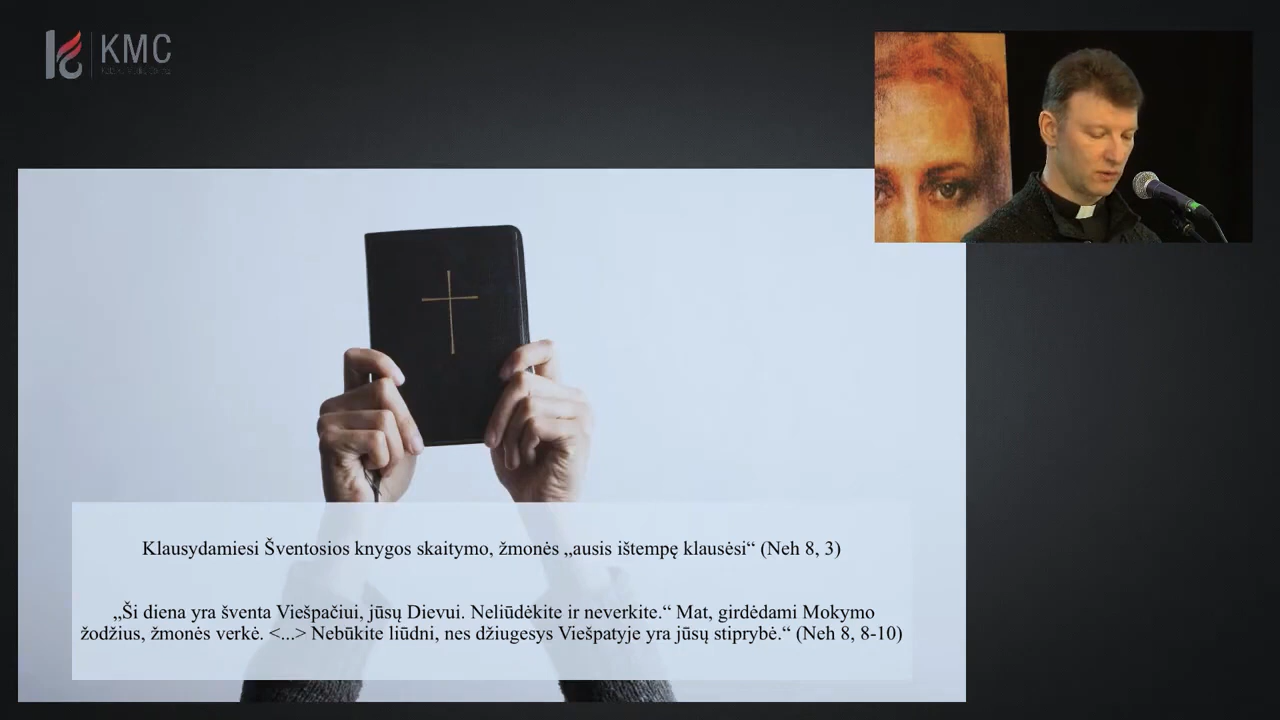 KMC
Klausydamiesi Šventosios knygos skaitymo, žmonės „ausis ištempę klausėsi“ (Neh 8, 3)
„Ši diena yra šventa Viešpačiui, jūsų Dievui. Neliūdėkite ir neverkite.“ Mat, girdėdami Mokymo
žodžius, žmonės verkė. <...> Nebūkite liūdni, nes džiugesys Viešpatyje yra jūsų stiprybė.“ (Neh 8, 8-10)